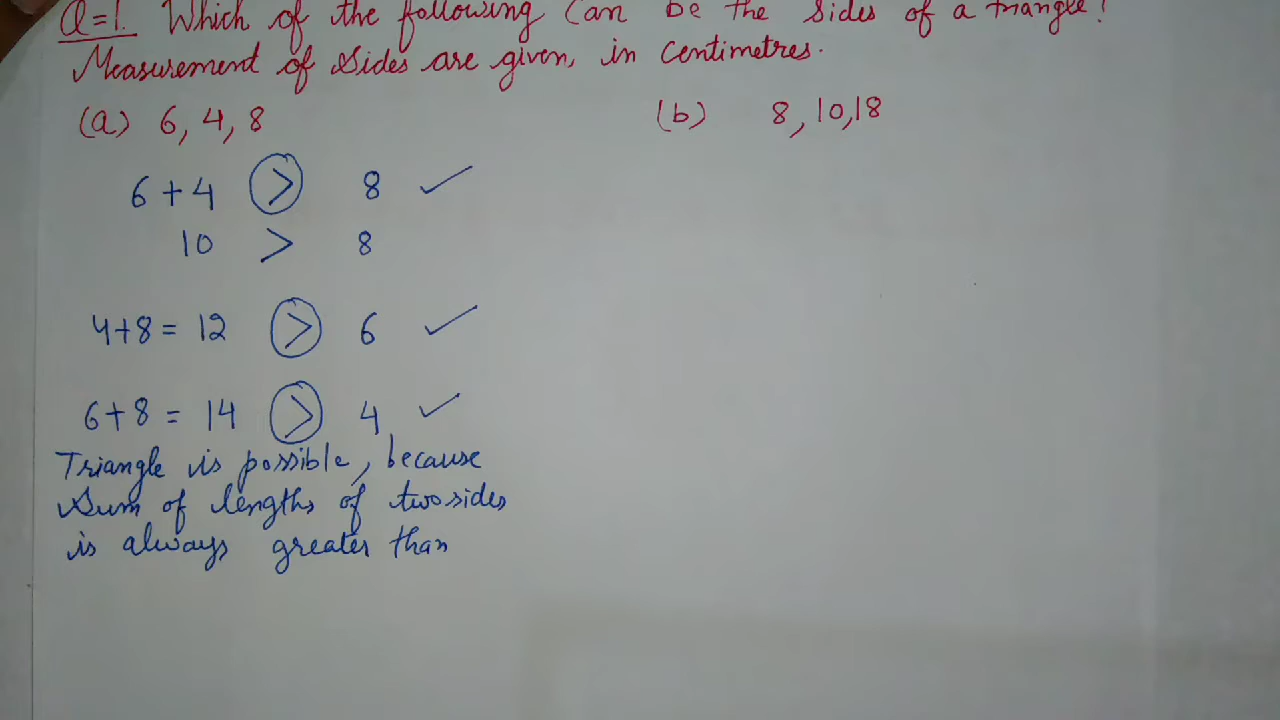 Q=1. Which of the following can be the sides of a triangle?
Measurement of sides are given, in centimetres.
(a) 6, 4, 8
(b) 8, 10, 18
6 + 4 > 8 ✓
10 > 8
4+8 = 12 > 6 ✓
6+8 = 14 > 4 ✓
Triangle is possible, because
sum of lengths of two sides
is always greater than